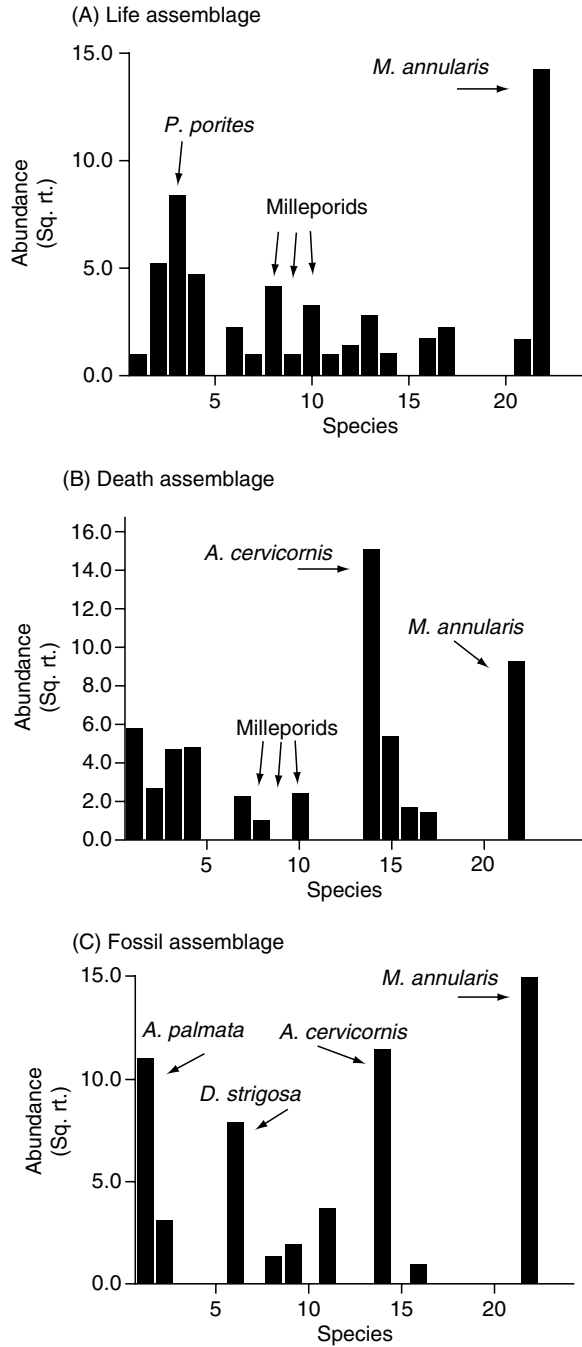 (A) Life assemblage
15.0
10.0
5.0
0.0
Abundance
(Sq. rt.)
P. porites
Milleporids
M. annularis
5
10
15
20
Species
(B) Death assemblage
16.0
14.0
12.0
10.0
8.0
6.0
4.0
2.0
0.0
Abundance
(Sq. rt.)
A. cervicornis
M. annularis
Milleporids
5
10
15
20
Species
(C) Fossil assemblage
15.0
10.0
5.0
0.0
Abundance
(Sq. rt.)
M. annularis
A. palmata
A. cervicornis
D. strigosa
5
10
15
20
Species